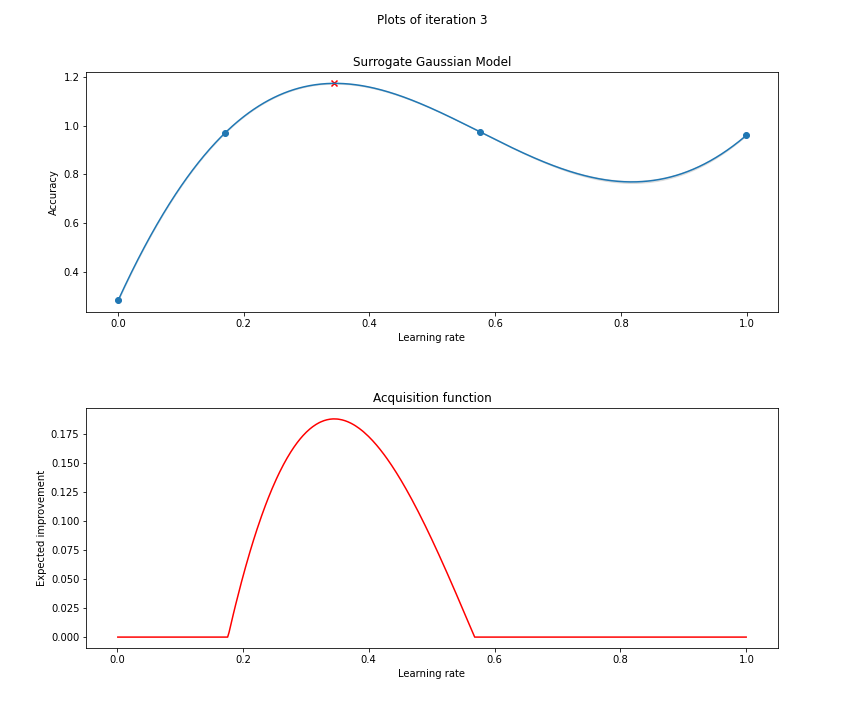 Plots of iteration 3
Surrogate Gaussian Model
1.2
1.0
0.8
0.6
0.4
Accuracy
0.0 0.2 0.4 0.6 0.8 1.0
Learning rate
Acquisition function
0.175
0.150
0.125
0.100
0.075
0.050
0.025
0.000
Expected improvement
0.0 0.2 0.4 0.6 0.8 1.0
Learning rate